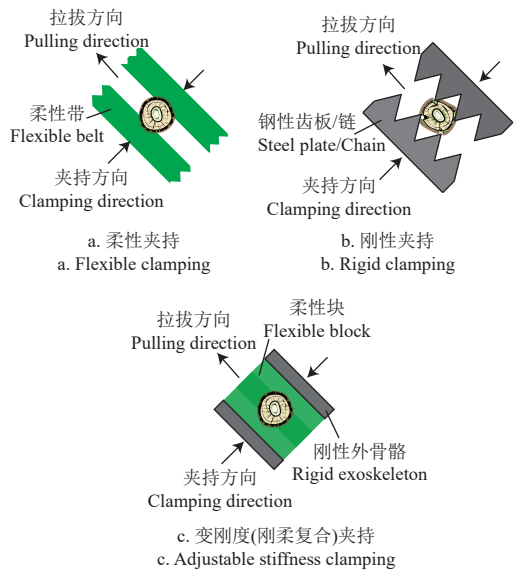 拉拔方向
Pulling direction
柔性带
Flexible belt
夹持方向
Clamping direction
a. 柔性夹持
a. Flexible clamping
拉拔方向
Pulling direction
钢性齿板/链
Steel plate/Chain
夹持方向
Clamping direction
b. 刚性夹持
b. Rigid clamping
拉拔方向
Pulling direction
柔性块
Flexible block
夹持方向
Clamping direction
刚性外骨骼
Rigid exoskeleton
c. 变刚度(刚柔复合)夹持
c. Adjustable stiffness clamping